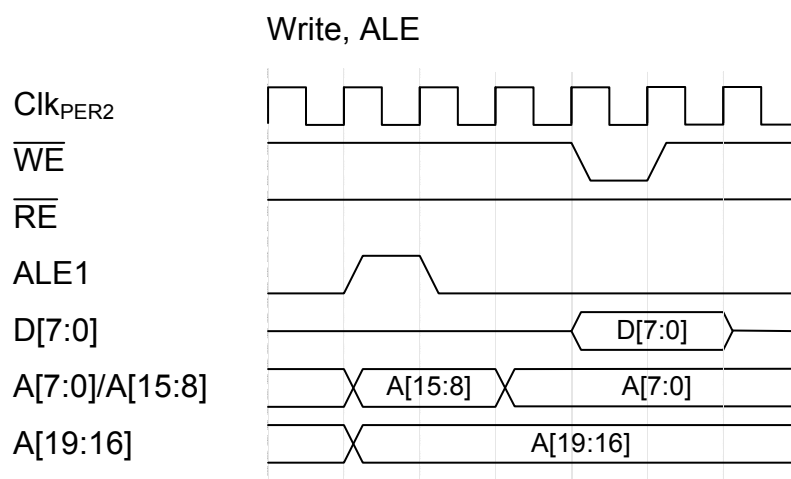 Write, ALE
ClkPER2
WE
RE
ALE1
D[7:0] D[7:0]
A[7:0]/A[15:8] A[15:8] A[7:0]
A[19:16] A[19:16]